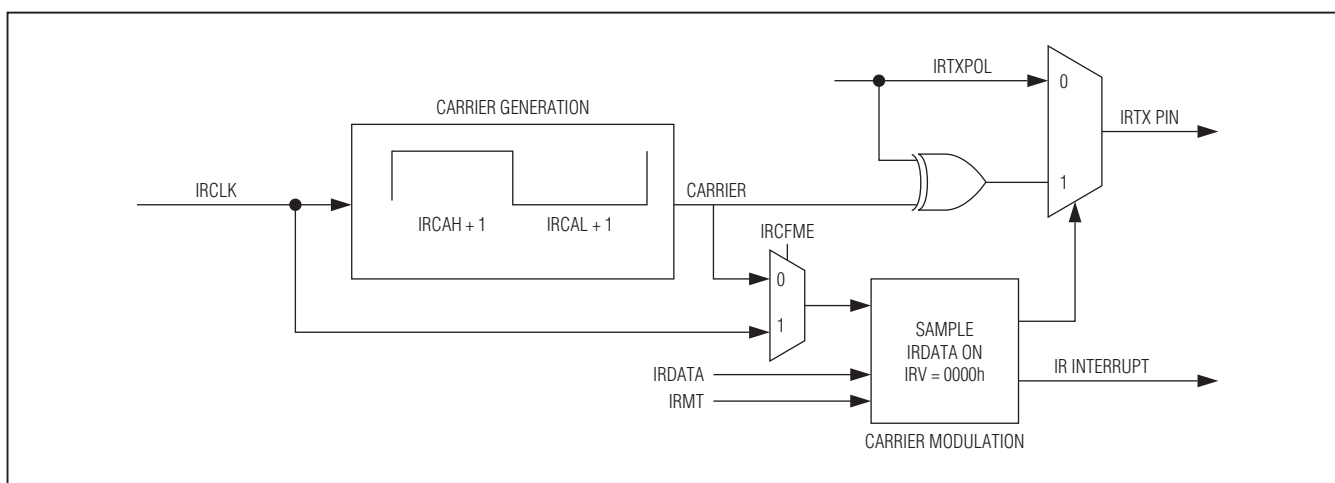 IRTXPOL
0
CARRIER GENERATION
IRTX PIN
IRCLK
CARRIER
1
IRCAH + 1
IRCAL + 1
IRCFME
0
1
SAMPLE
IRDATA ON
IRV = 0000h
IRDATA
IR INTERRUPT
IRMT
CARRIER MODULATION